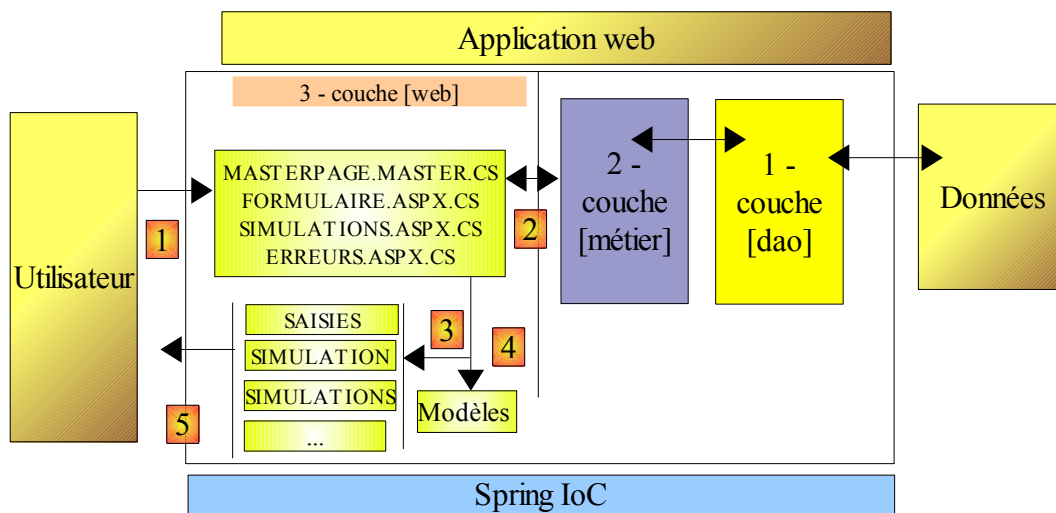 Application web
3 - couche [web]
MASTERPAGE.MASTER.CS
FORMULAIRE.ASPX.CS
SIMULATIONS.ASPX.CS
ERREURS.ASPX.CS
2 -
couche
[métier]
1 -
couche
[dao]
Données
Utilisateur
1
2
SAISIES
SIMULATION
SIMULATIONS
...
3
4
Modèles
5
Spring IoC